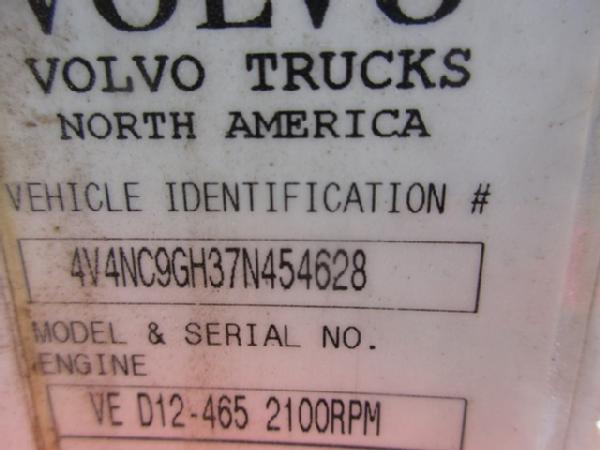 VOLVO
VOLVO TRUCKS
NORTH AMERICA
VEHICLE IDENTIFICATION #
4V4NC9GH37N454628
MODEL & SERIAL NO.
ENGINE
VE D12-465 2100RPM